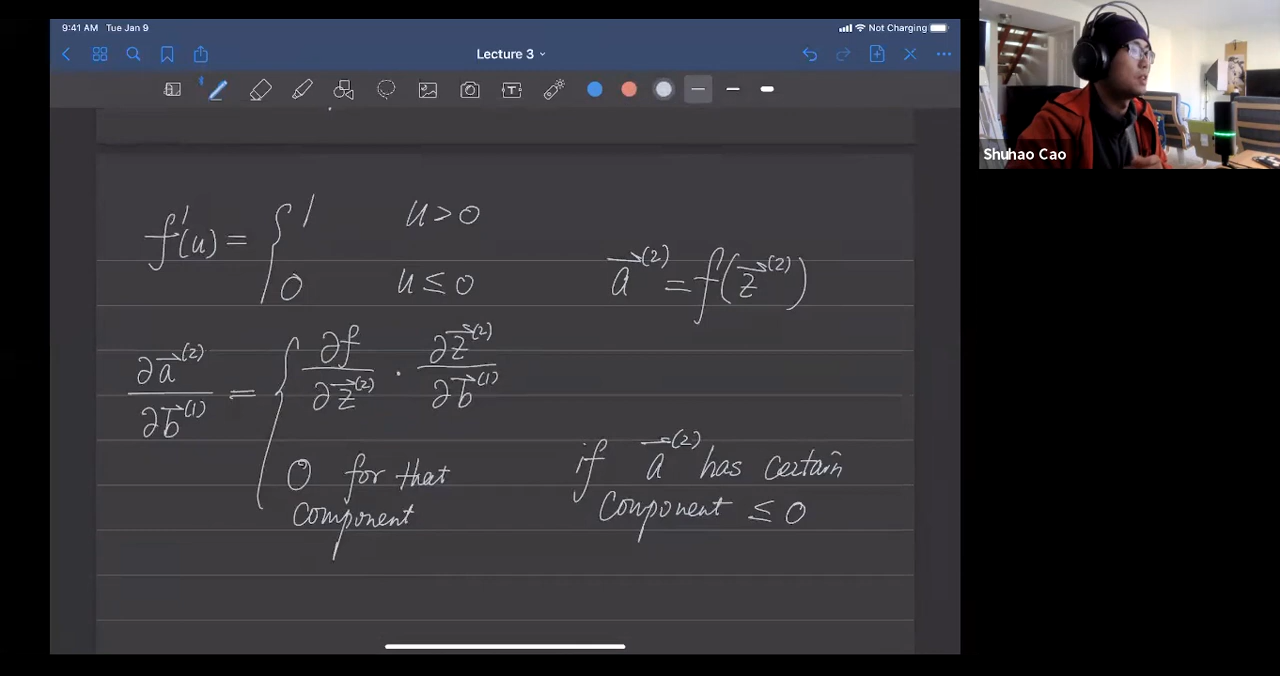 9:41 AM Tue Jan 9
Not Charging
Lecture 3
Shuhao Cao
f'(u) = { 1 u > 0
0 u ≤ 0
a⃗^(2) = f(z⃗^(2))
∂a⃗^(2)/∂b⃗^(1) = { ∂f/∂z⃗^(2) · ∂z⃗^(2)/∂b⃗^(1)
0 for that component
if a⃗^(2) has certain
component ≤ 0